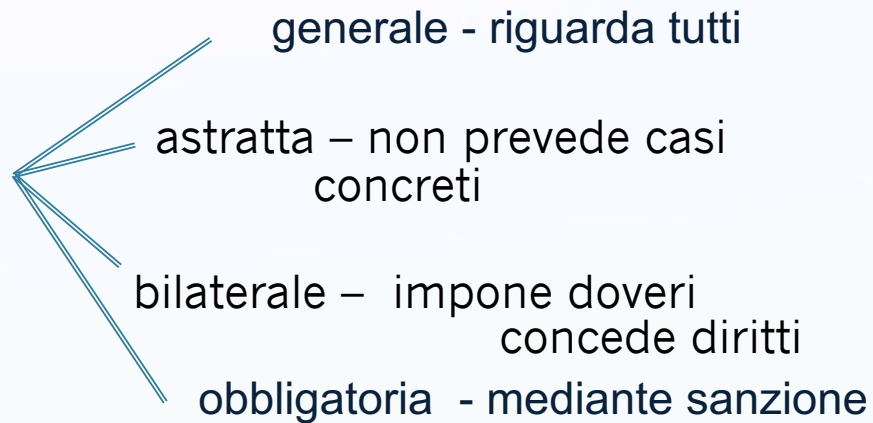 generale - riguarda tutti
astratta – non prevede casi
concreti
bilaterale – impone doveri
concede diritti
obbligatoria - mediante sanzione